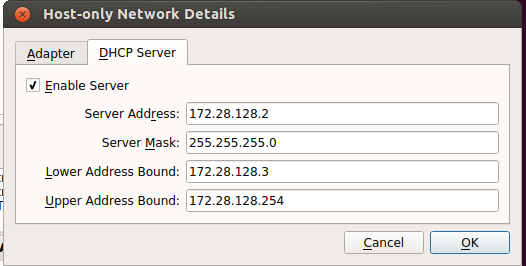 Host-only Network Details
Adapter DHCP Server
Enable Server
Server Address: 172.28.128.2
Server Mask: 255.255.255.0
Lower Address Bound: 172.28.128.3
Upper Address Bound: 172.28.128.254
Cancel OK